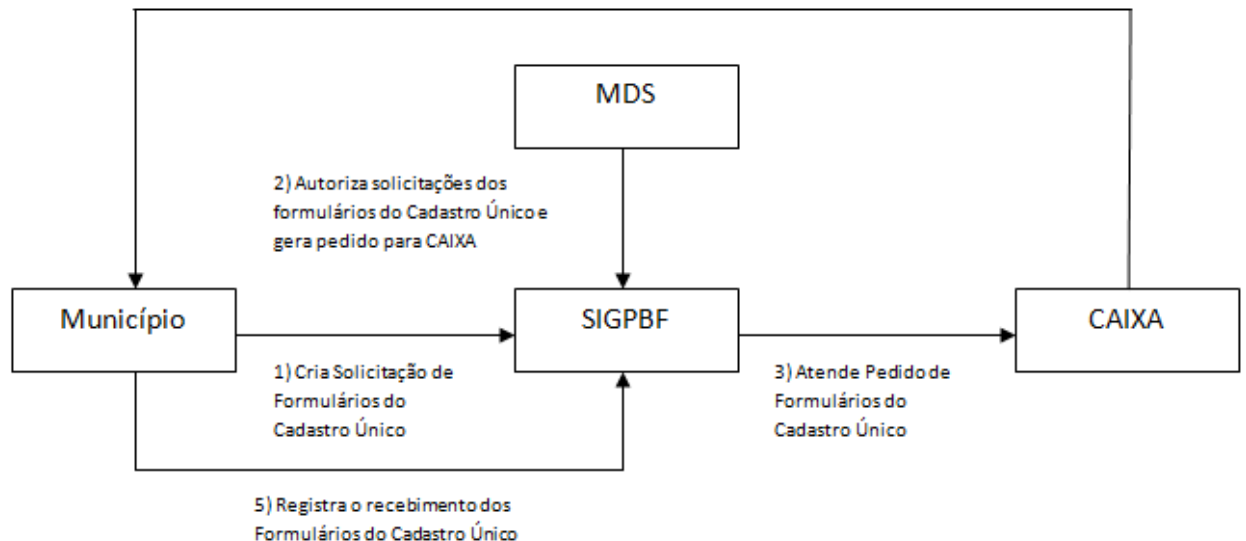 MDS
2) Autoriza solicitações dos
formulários do Cadastro Único e
gera pedido para CAIXA
Município
SIGPBF
CAIXA
1) Cria Solicitação de
Formulários do
Cadastro Único
3) Atende Pedido de
Formulários do
Cadastro Único
5) Registra o recebimento dos
Formulários do Cadastro Único